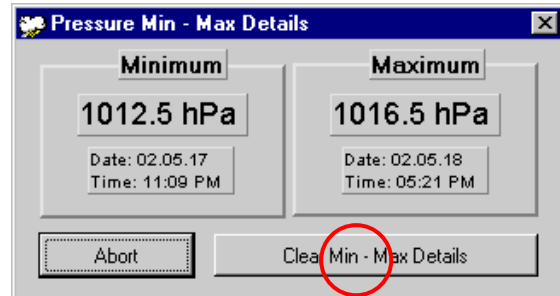 Pressure Min - Max Details
Minimum
1012.5 hPa
Date: 02.05.17
Time: 11:09 PM
Maximum
1016.5 hPa
Date: 02.05.18
Time: 05:21 PM
Abort
Clear Min - Max Details